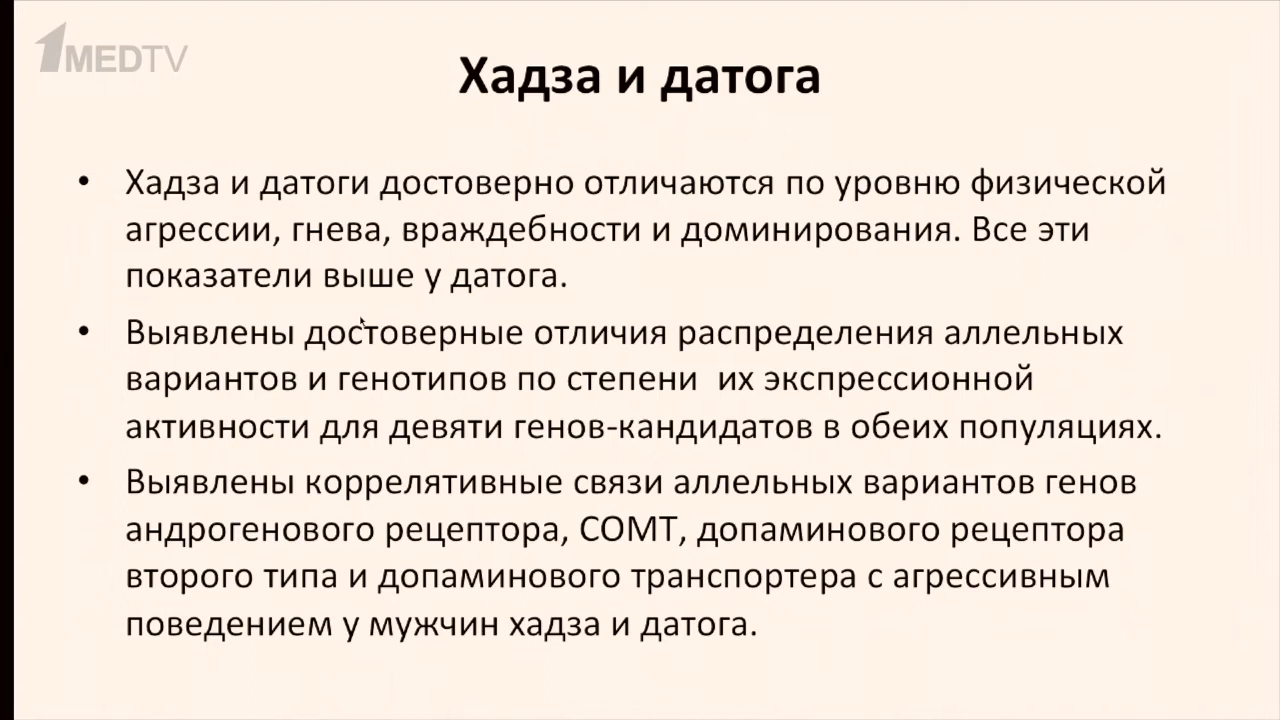 1MEDTV
Хадза и датога
• Хадза и датоги достоверно отличаются по уровню физической
агрессии, гнева, враждебности и доминирования. Все эти
показатели выше у датога.
• Выявлены достоверные отличия распределения аллельных
вариантов и генотипов по степени  их экспрессионной
активности для девяти генов-кандидатов в обеих популяциях.
• Выявлены коррелятивные связи аллельных вариантов генов
андрогенового рецептора, COMT, допаминового рецептора
второго типа и допаминового транспортера с агрессивным
поведением у мужчин хадза и датога.